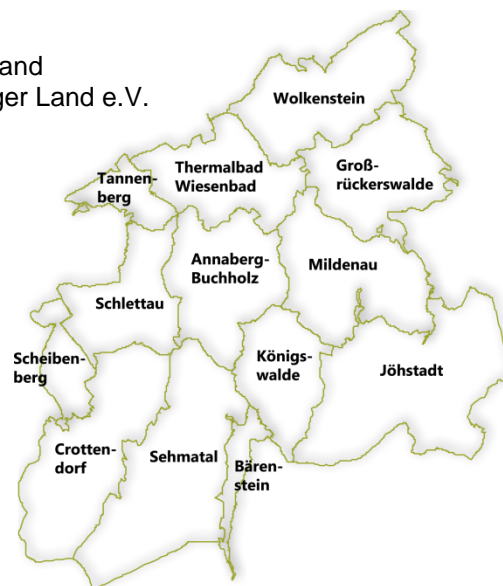 and
ger Land e.V.
Wolkenstein
Thermalbad
Wiesenbad
Groß-
rückerswalde
Tannen-
berg
Annaberg-
Buchholz
Mildenau
Schlettau
Scheiben-
berg
Königs-
walde
Jöhstadt
Crotten-
dorf
Sehmatal
Bären-
stein